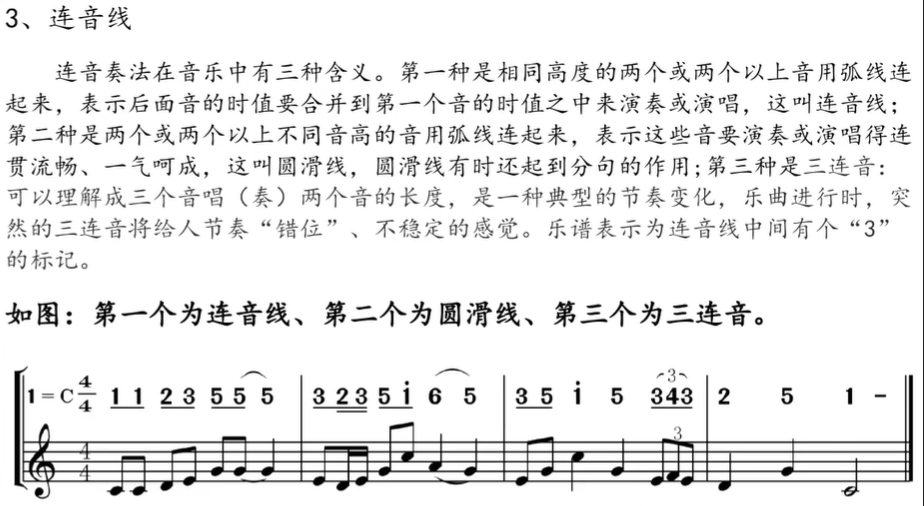 3、连音线
连音奏法在音乐中有三种含义。第一种是相同高度的两个或两个以上音用弧线连
起来，表示后面音的时值要合并到第一个音的时值之中来演奏或演唱，这叫连音线；
第二种是两个或两个以上不同音高的音用弧线连起来，表示这些音要演奏或演唱得连
贯流畅、一气呵成，这叫圆滑线，圆滑线有时还起到分句的作用;第三种是三连音：
可以理解成三个音唱（奏）两个音的长度，是一种典型的节奏变化，乐曲进行时，突
然的三连音将给人节奏“错位”、不稳定的感觉。乐谱表示为连音线中间有个“3”
的标记。
如图：第一个为连音线、第二个为圆滑线、第三个为三连音。
3
1=C 4/4 1 1 2 3 5 5 5 3 2 3 5 i 6 5 3 5 i 5 3 4 3 2 5 1 -
3
4/4